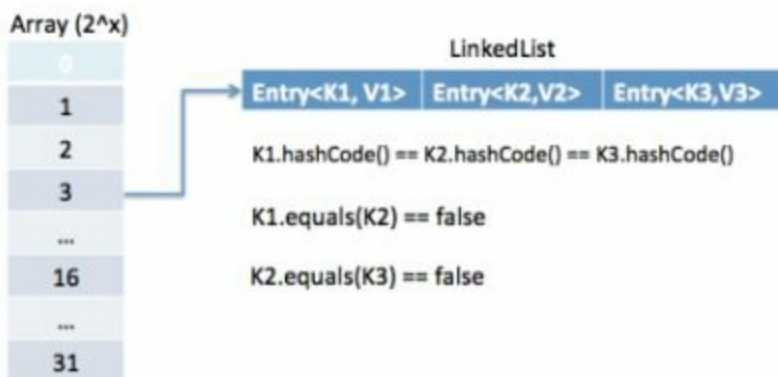 Array (2^x)
0
1
2
3
...
16
...
31
LinkedList
Entry<K1, V1>
Entry<K2,V2>
Entry<K3,V3>
K1.hashCode() == K2.hashCode() == K3.hashCode()
K1.equals(K2) == false
K2.equals(K3) == false